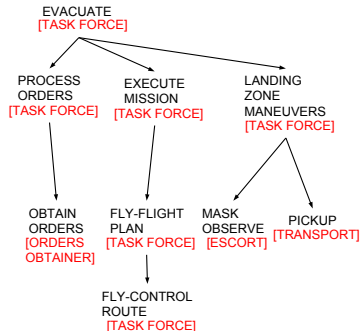 EVACUATE
[TASK FORCE]
PROCESS
ORDERS
[TASK FORCE]
EXECUTE
MISSION
[TASK FORCE]
LANDING
ZONE
MANEUVERS
[TASK FORCE]
OBTAIN
ORDERS
[ORDERS
OBTAINER]
FLY-FLIGHT
PLAN
[TASK FORCE]
MASK
OBSERVE
[ESCORT]
PICKUP
[TRANSPORT]
FLY-CONTROL
ROUTE
[TASK FORCE]